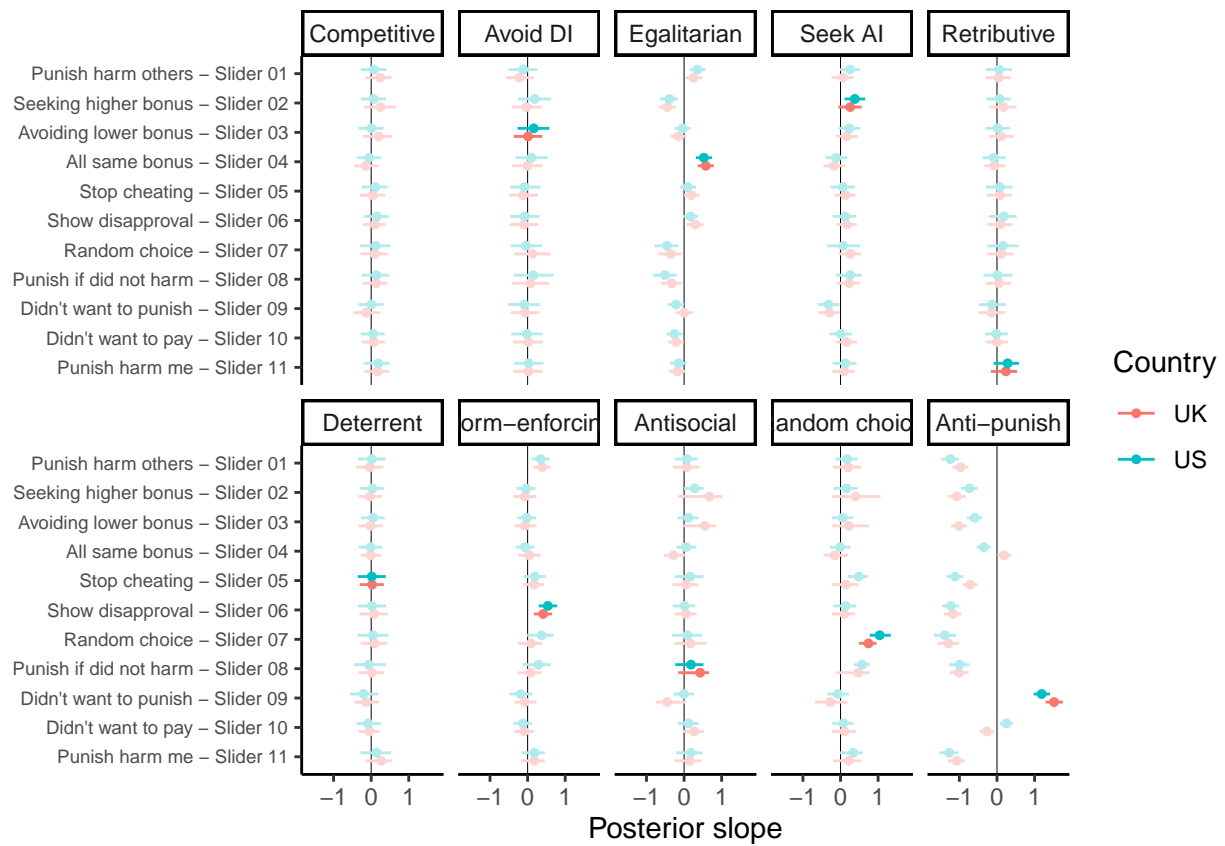 Competitive Avoid DI Egalitarian Seek AI Retributive
Punish harm others − Slider 01
Seeking higher bonus − Slider 02
Avoiding lower bonus − Slider 03
All same bonus − Slider 04
Stop cheating − Slider 05
Show disapproval − Slider 06
Random choice − Slider 07
Punish if did not harm − Slider 08
Didn't want to punish − Slider 09
Didn't want to pay − Slider 10
Punish harm me − Slider 11
Country
UK
US
Deterrent orm−enforcin Antisocial andom choic Anti−punish
Punish harm others − Slider 01
Seeking higher bonus − Slider 02
Avoiding lower bonus − Slider 03
All same bonus − Slider 04
Stop cheating − Slider 05
Show disapproval − Slider 06
Random choice − Slider 07
Punish if did not harm − Slider 08
Didn't want to punish − Slider 09
Didn't want to pay − Slider 10
Punish harm me − Slider 11
−1 0 1 −1 0 1 −1 0 1 −1 0 1 −1 0 1
Posterior slope